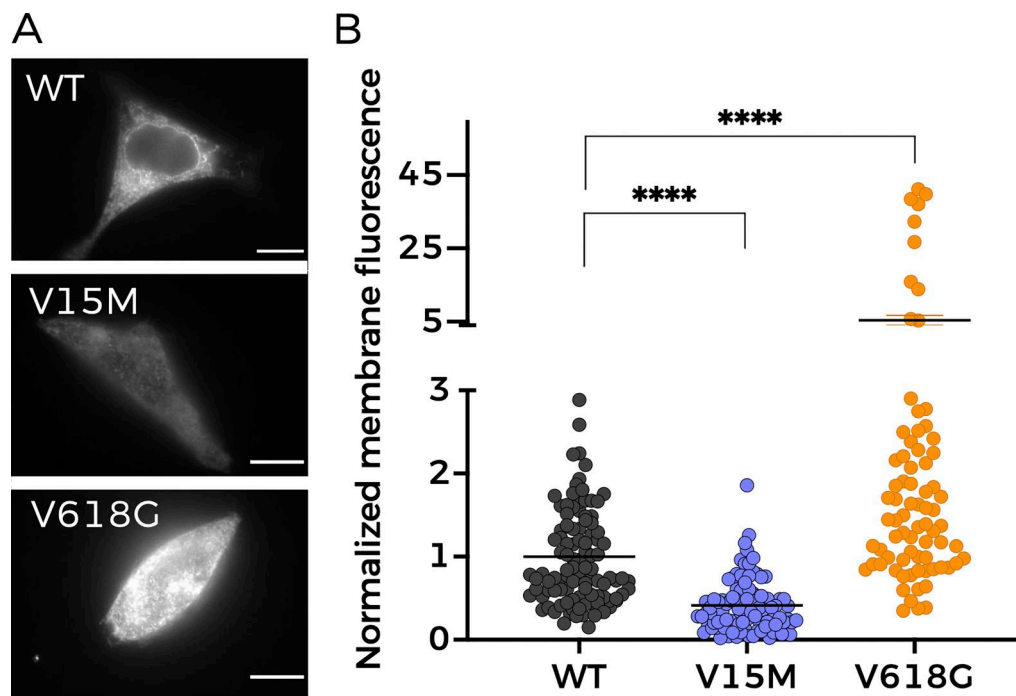 A
WT
V15M
V618G
B
Normalized membrane fluorescence
****
****
45
25
5
3
2
1
0
WT V15M V618G